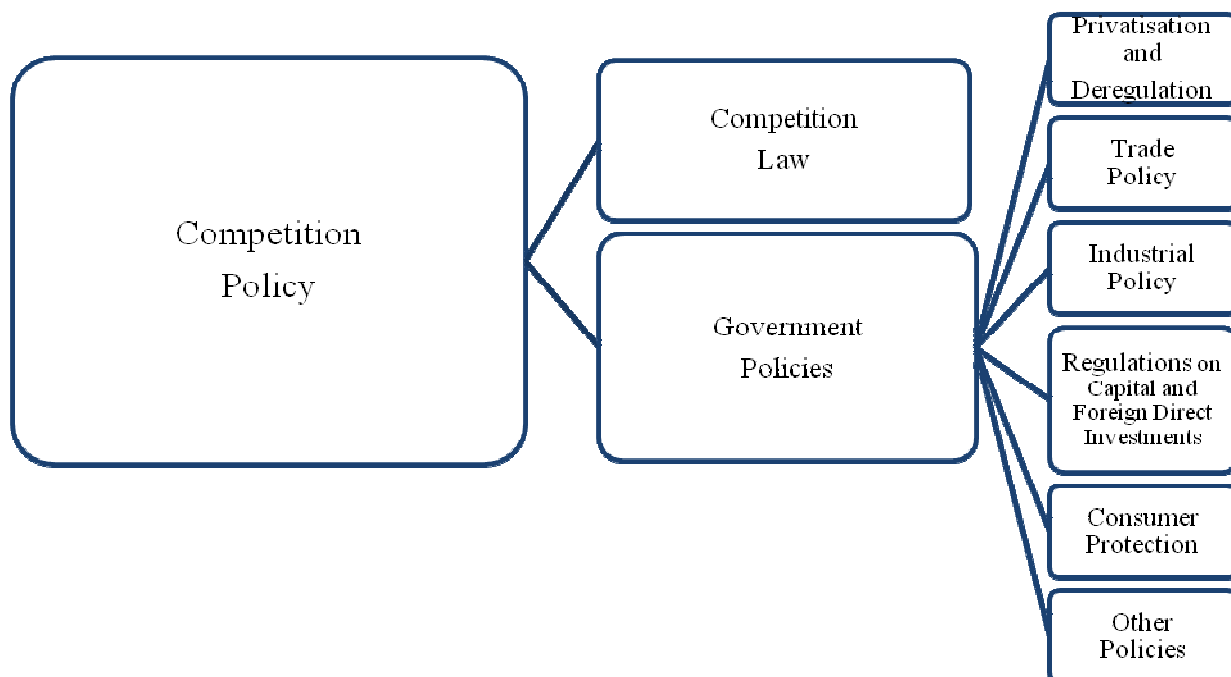 Competition
Policy
Competition
Law
Government
Policies
Privatisation
and
Deregulation
Trade
Policy
Industrial
Policy
Regulations on
Capital and
Foreign Direct
Investments
Consumer
Protection
Other
Policies